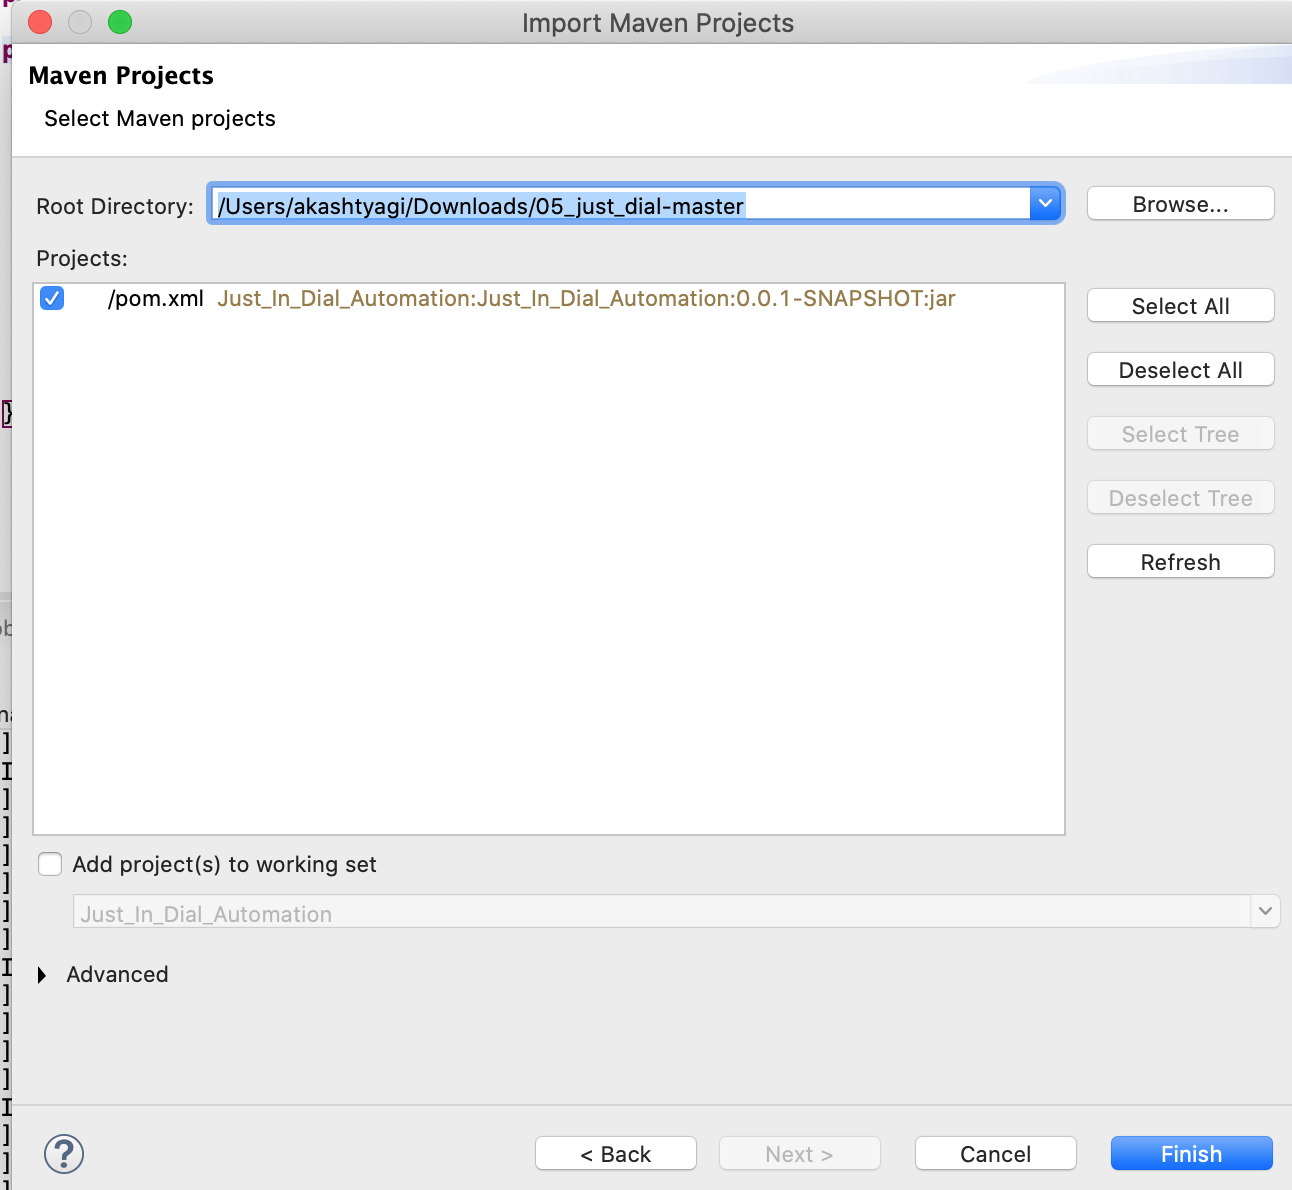 Import Maven Projects
Maven Projects
Select Maven projects
Root Directory: /Users/akashtyagi/Downloads/05_just_dial-master Browse...
Projects:
/pom.xml Just_In_Dial_Automation:Just_In_Dial_Automation:0.0.1-SNAPSHOT:jar
Select All
Deselect All
Select Tree
Deselect Tree
Refresh
Add project(s) to working set
Just_In_Dial_Automation
Advanced
? < Back Next > Cancel Finish